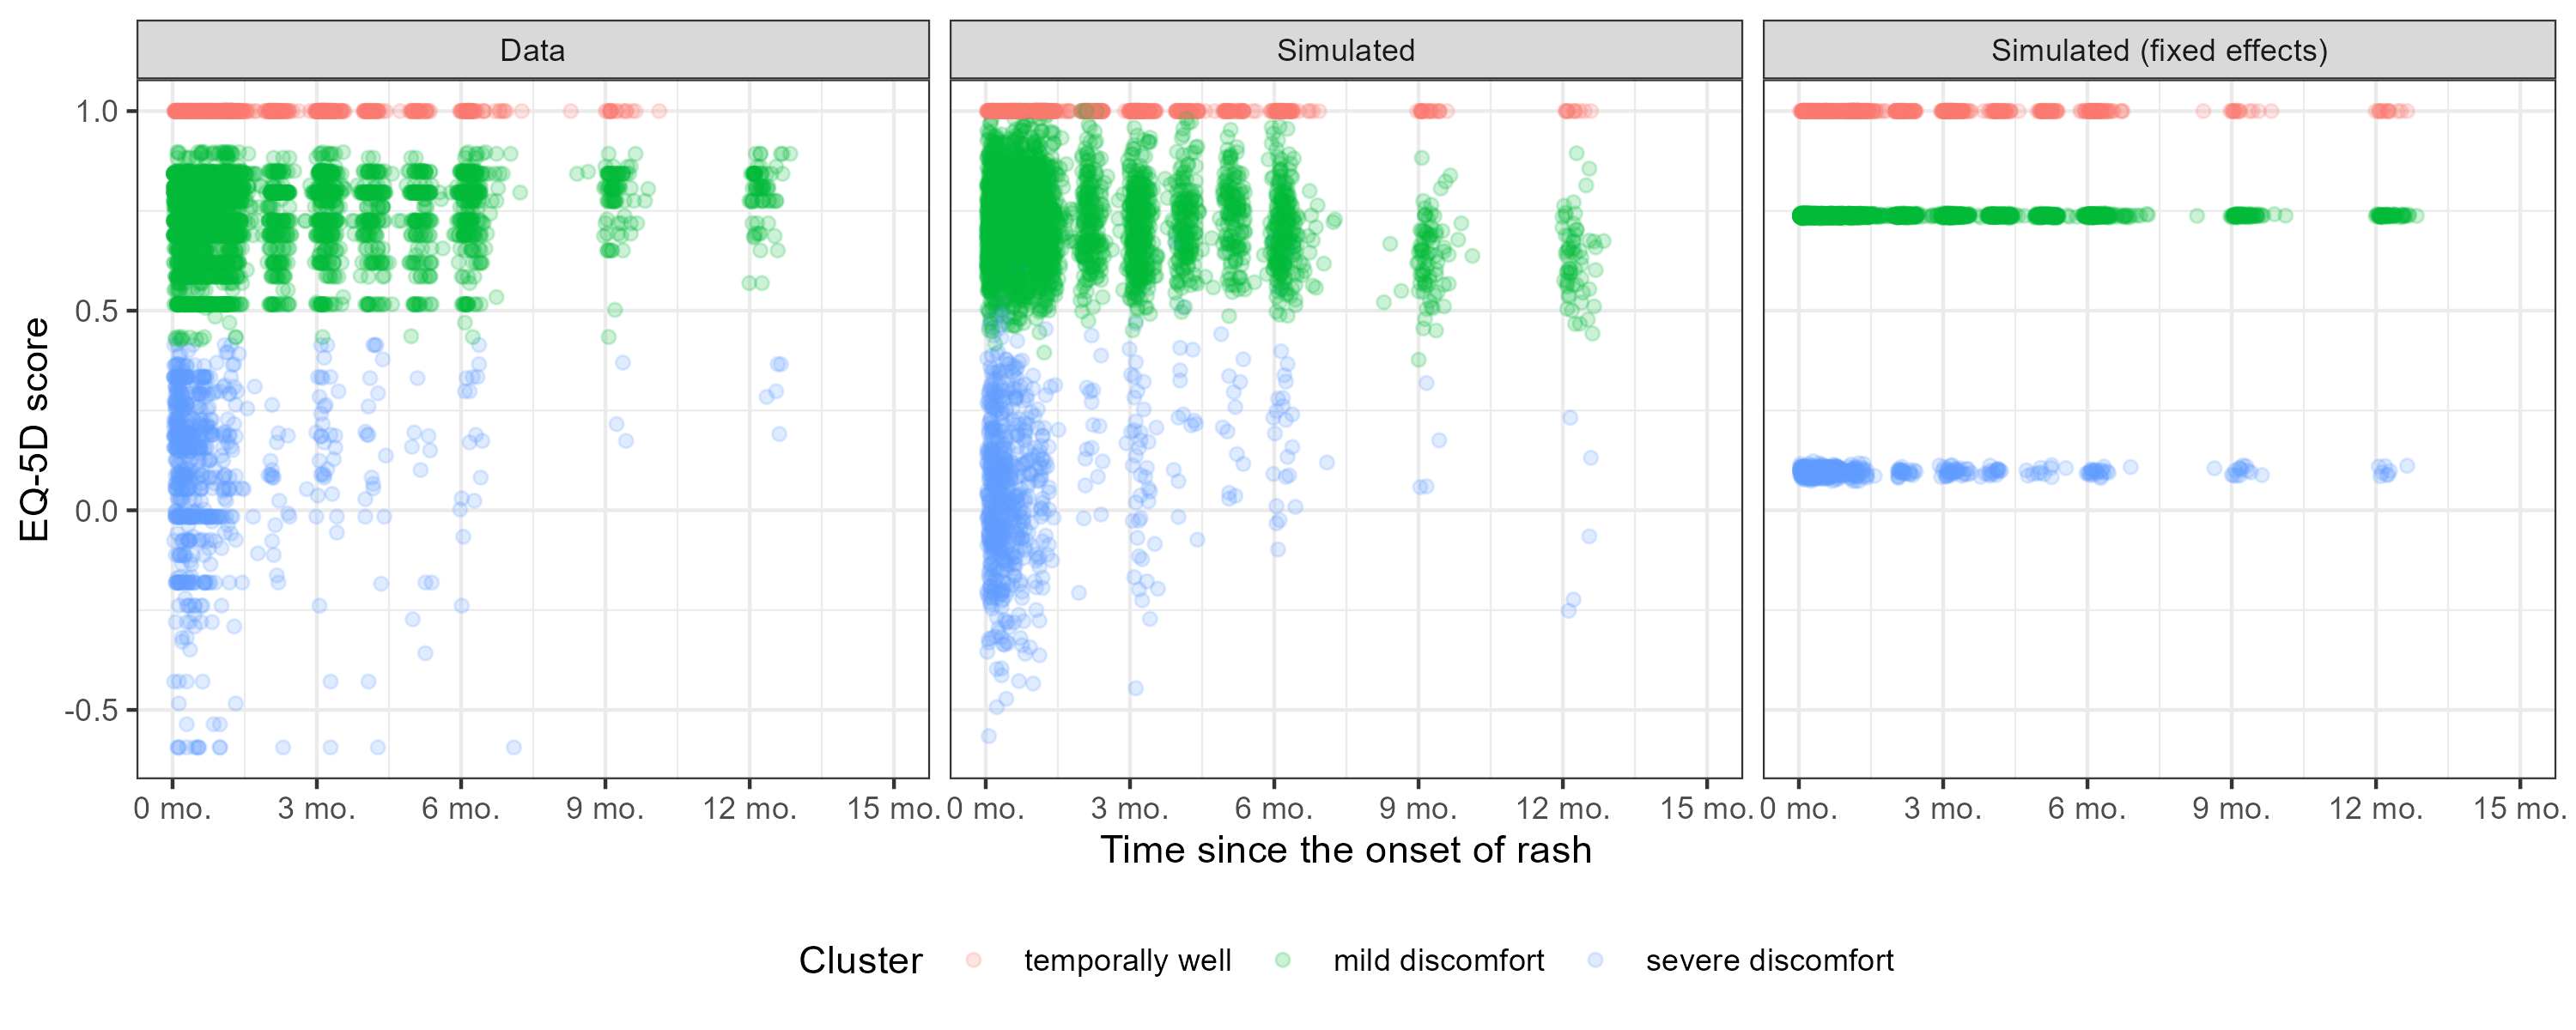 Data Simulated Simulated (fixed effects)
EQ-5D score
1.0
0.5
0.0
-0.5
0 mo. 3 mo. 6 mo. 9 mo. 12 mo. 15 mo. 0 mo. 3 mo. 6 mo. 9 mo. 12 mo. 15 mo. 0 mo. 3 mo. 6 mo. 9 mo. 12 mo. 15 mo.
Time since the onset of rash
Cluster temporally well mild discomfort severe discomfort